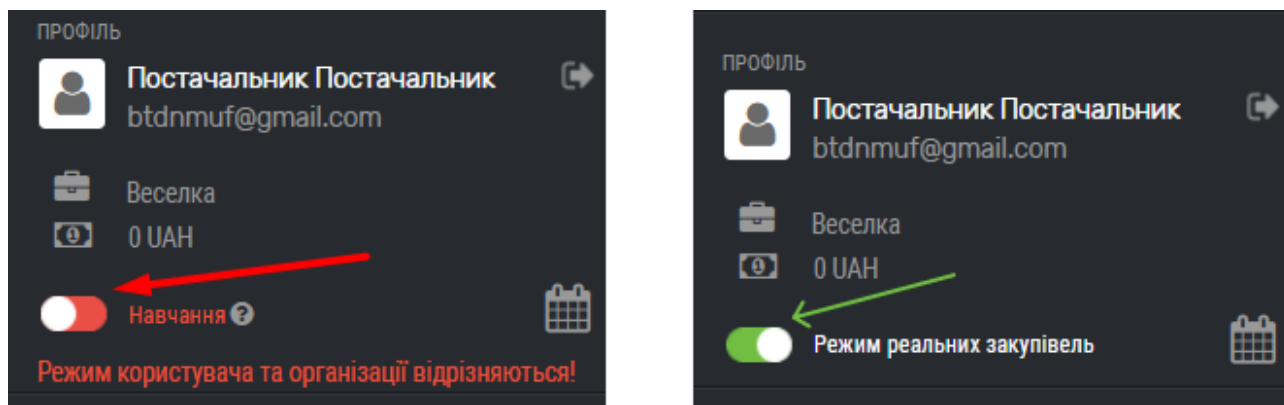 ПРОФІЛЬ
Постачальник Постачальник
btdnmuf@gmail.com
Веселка
0 UAH
Навчання
Режим користувача та організації відрізняються!
ПРОФІЛЬ
Постачальник Постачальник
btdnmuf@gmail.com
Веселка
0 UAH
Режим реальних закупівель